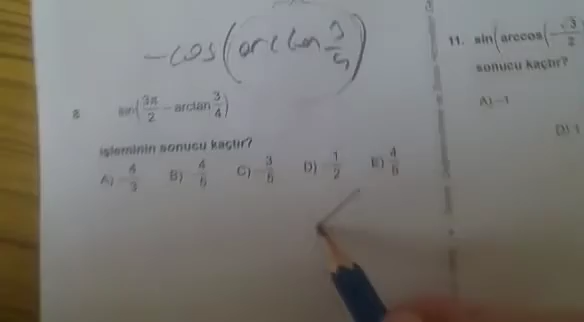 -cos(arctan 3/4)
8. sin(3π/2 - arctan 3/4)
işleminin sonucu kaçtır?
A) -4/3 B) -4/5 C) -3/5 D) 1/2 E) 4/5
11. sin(arccos(-√3/2
sonucu kaçtır?
A) -1
D) 1